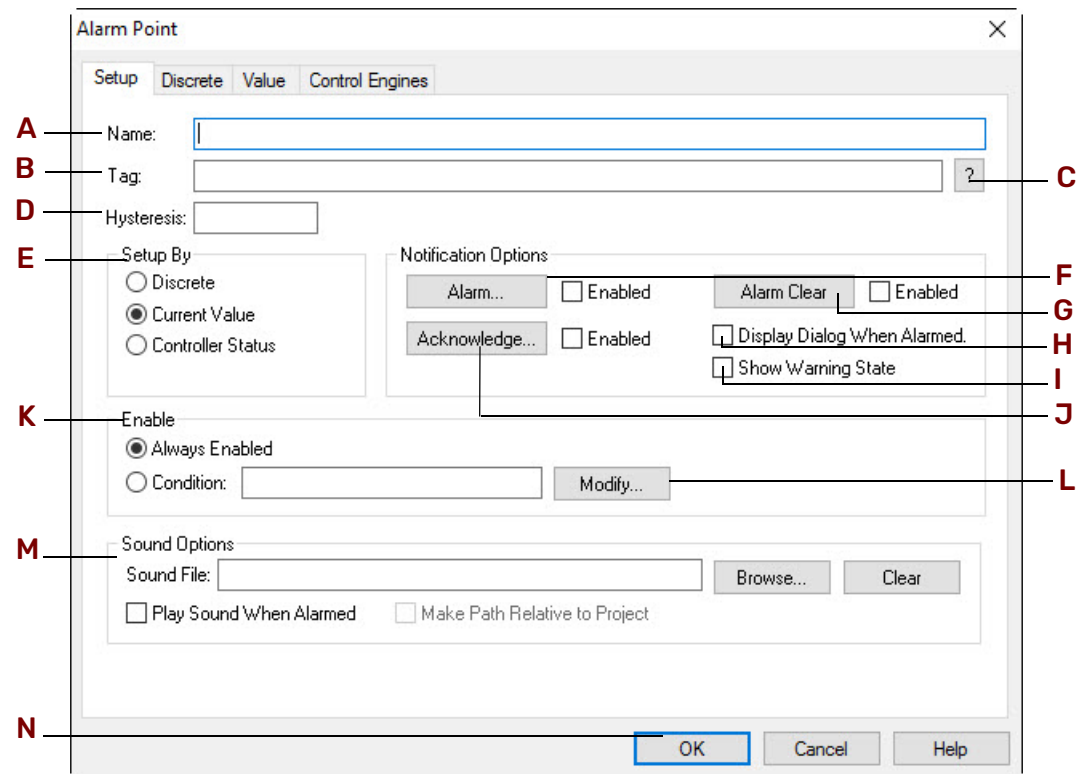 Alarm Point
Setup Discrete Value Control Engines
A Name:
B Tag: ? C
D Hysteresis:
E Setup By Notification Options
Discrete Alarm... Enabled Alarm Clear Enabled F
Current Value G
Controller Status Acknowledge... Enabled Display Dialog When Alarmed. H
Show Warning State I
J
K Enable
Always Enabled
Condition: Modify... L
M Sound Options
Sound File: Browse... Clear
Play Sound When Alarmed Make Path Relative to Project
N OK Cancel Help